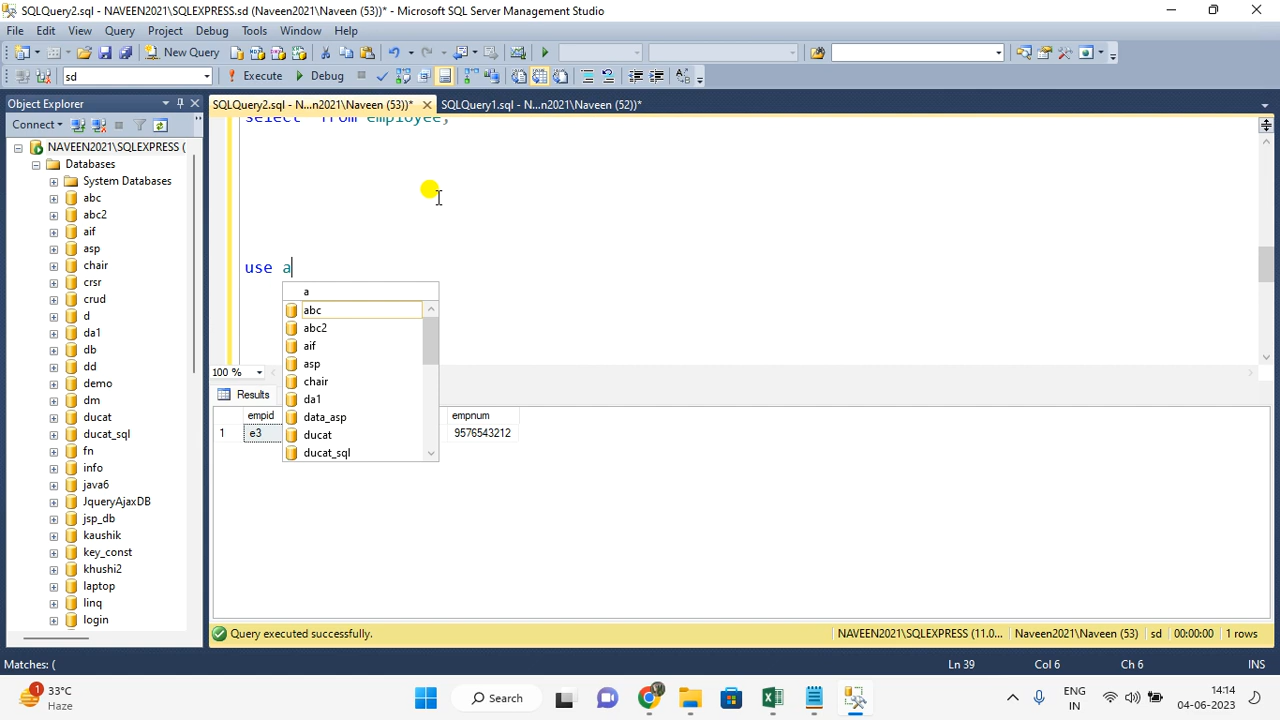 SQLQuery2.sql - NAVEEN2021\SQLEXPRESS.sd (Naveen2021\Naveen (53))* - Microsoft SQL Server Management Studio
File Edit View Query Project Debug Tools Window Help
New Query
sd Execute Debug
Object Explorer
SQLQuery2.sql - N...n2021\Naveen (53))* SQLQuery1.sql - N...n2021\Naveen (52))*
Connect
NAVEEN2021\SQLEXPRESS (
Databases
System Databases
abc
abc2
aif
asp
chair
crsr
crud
d
da1
db
dd
demo
dm
ducat
ducat_sql
fn
info
java6
JqueryAjaxDB
jsp_db
kaushik
key_const
khushi2
laptop
linq
login
select * from employee;
use a
a
abc
abc2
aif
asp
chair
da1
data_asp
ducat
ducat_sql
100 %
Results
empid empnum
1 e3 9576543212
Query executed successfully. NAVEEN2021\SQLEXPRESS (11.0... Naveen2021\Naveen (53) sd 00:00:00 1 rows
Matches: ( Ln 39 Col 6 Ch 6 INS
1 33°C
Haze
Search
ENG
IN
14:14
04-06-2023